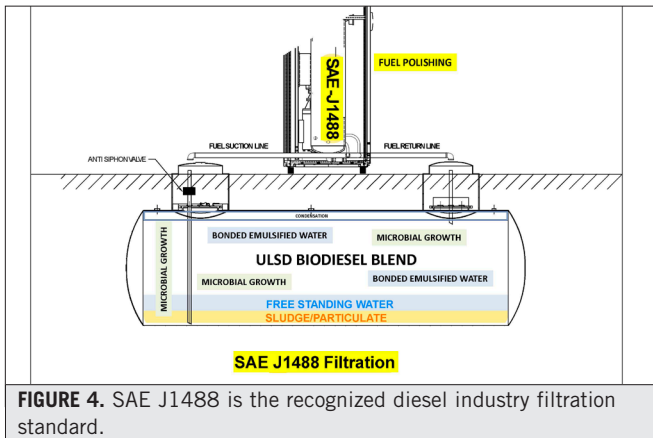 FUEL POLISHING
SAE-J1488
FUEL SUCTION LINE
FUEL RETURN LINE
ANTI SIPHON VALVE
CONDENSATION
MICROBIAL GROWTH
BONDED EMULSIFIED WATER
MICROBIAL GROWTH
ULSD BIODIESEL BLEND
MICROBIAL GROWTH
BONDED EMULSIFIED WATER
FREE STANDING WATER
SLUDGE/PARTICULATE
SAE J1488 Filtration
FIGURE 4. SAE J1488 is the recognized diesel industry filtration
standard.